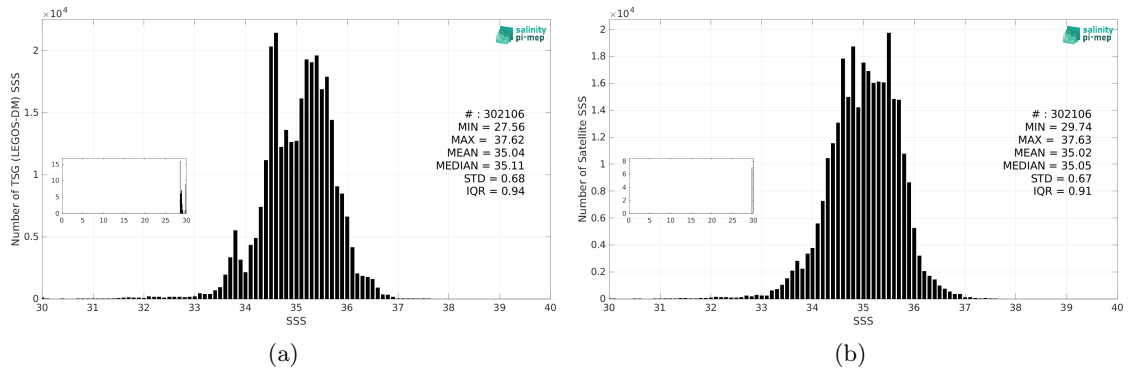 ×10⁴
Number of TSG (LEGOS-DM) SSS
2
1.5
1
0.5
0
salinity
pi-mep
# : 302106
MIN = 27.56
MAX = 37.62
MEAN = 35.04
MEDIAN = 35.11
STD = 0.68
IQR = 0.94
15
10
5
0
0 5 10 15 20 25 30
30 31 32 33 34 35 36 37 38 39 40
SSS
(a)
×10⁴
Number of Satellite SSS
2
1.8
1.6
1.4
1.2
1
0.8
0.6
0.4
0.2
0
salinity
pi-mep
# : 302106
MIN = 29.74
MAX = 37.63
MEAN = 35.02
MEDIAN = 35.05
STD = 0.67
IQR = 0.91
8
6
4
2
0
0 5 10 15 20 25 30
30 31 32 33 34 35 36 37 38 39 40
SSS
(b)